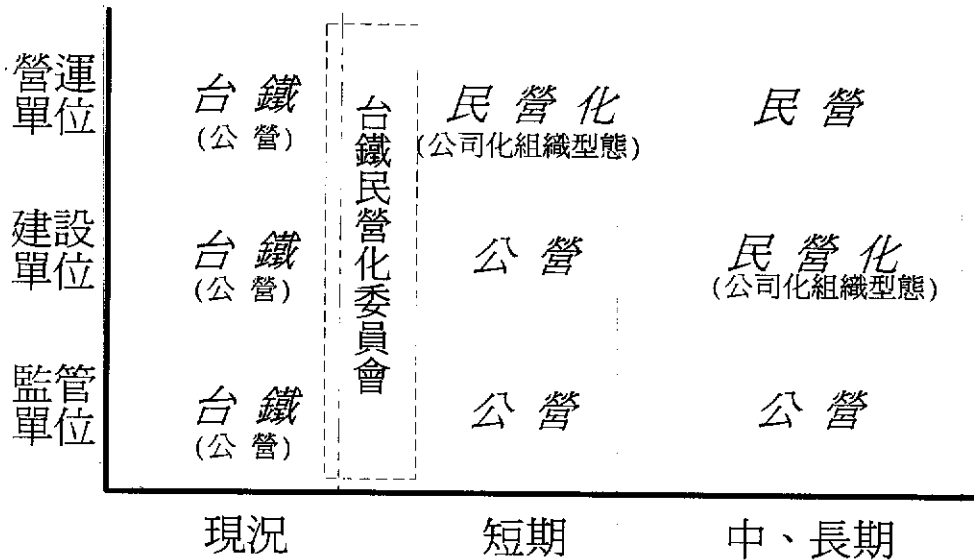 營運
單位
台鐵
(公營)
民營化
(公司化組織型態)
民營
台鐵民營化委員會
建設
單位
台鐵
(公營)
公營
民營化
(公司化組織型態)
監管
單位
台鐵
(公營)
公營
公營
現況
短期
中、長期